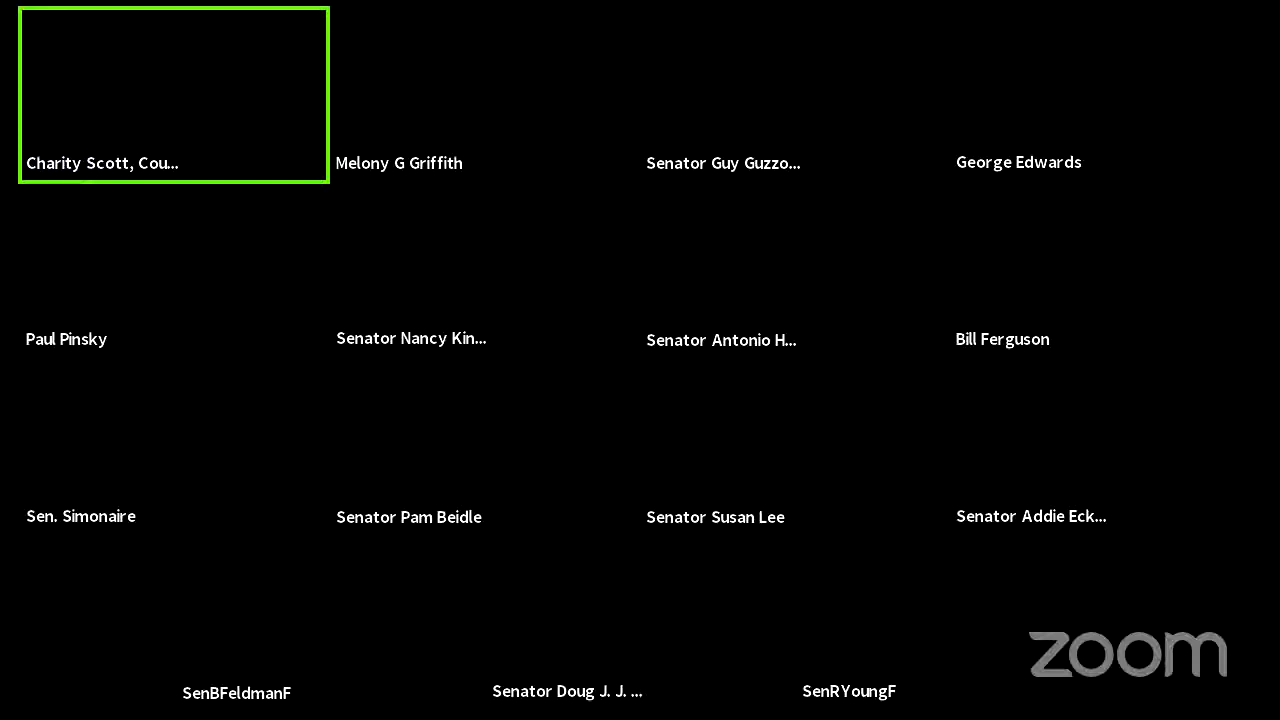 Charity Scott, Cou...
Melony G Griffith
Senator Guy Guzzo...
George Edwards
Paul Pinsky
Senator Nancy Kin...
Senator Antonio H...
Bill Ferguson
Sen. Simonaire
Senator Pam Beidle
Senator Susan Lee
Senator Addie Eck...
zoom
SenBFeldmanF
Senator Doug J. J. ...
SenRYoungF